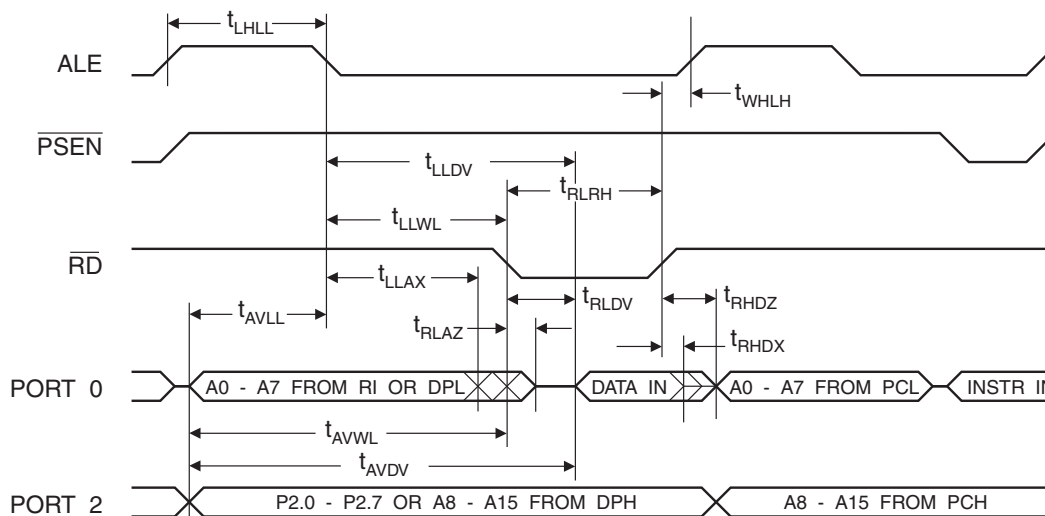 tLHLL
ALE
tWHLH
PSEN
tLLDV
tRLRH
tLLWL
RD
tLLAX
tRLDV
tRHDZ
tAVLL
tRLAZ
tRHDX
PORT 0
A0 - A7 FROM RI OR DPL
DATA IN
A0 - A7 FROM PCL
INSTR IN
tAVWL
tAVDV
PORT 2
P2.0 - P2.7 OR A8 - A15 FROM DPH
A8 - A15 FROM PCH